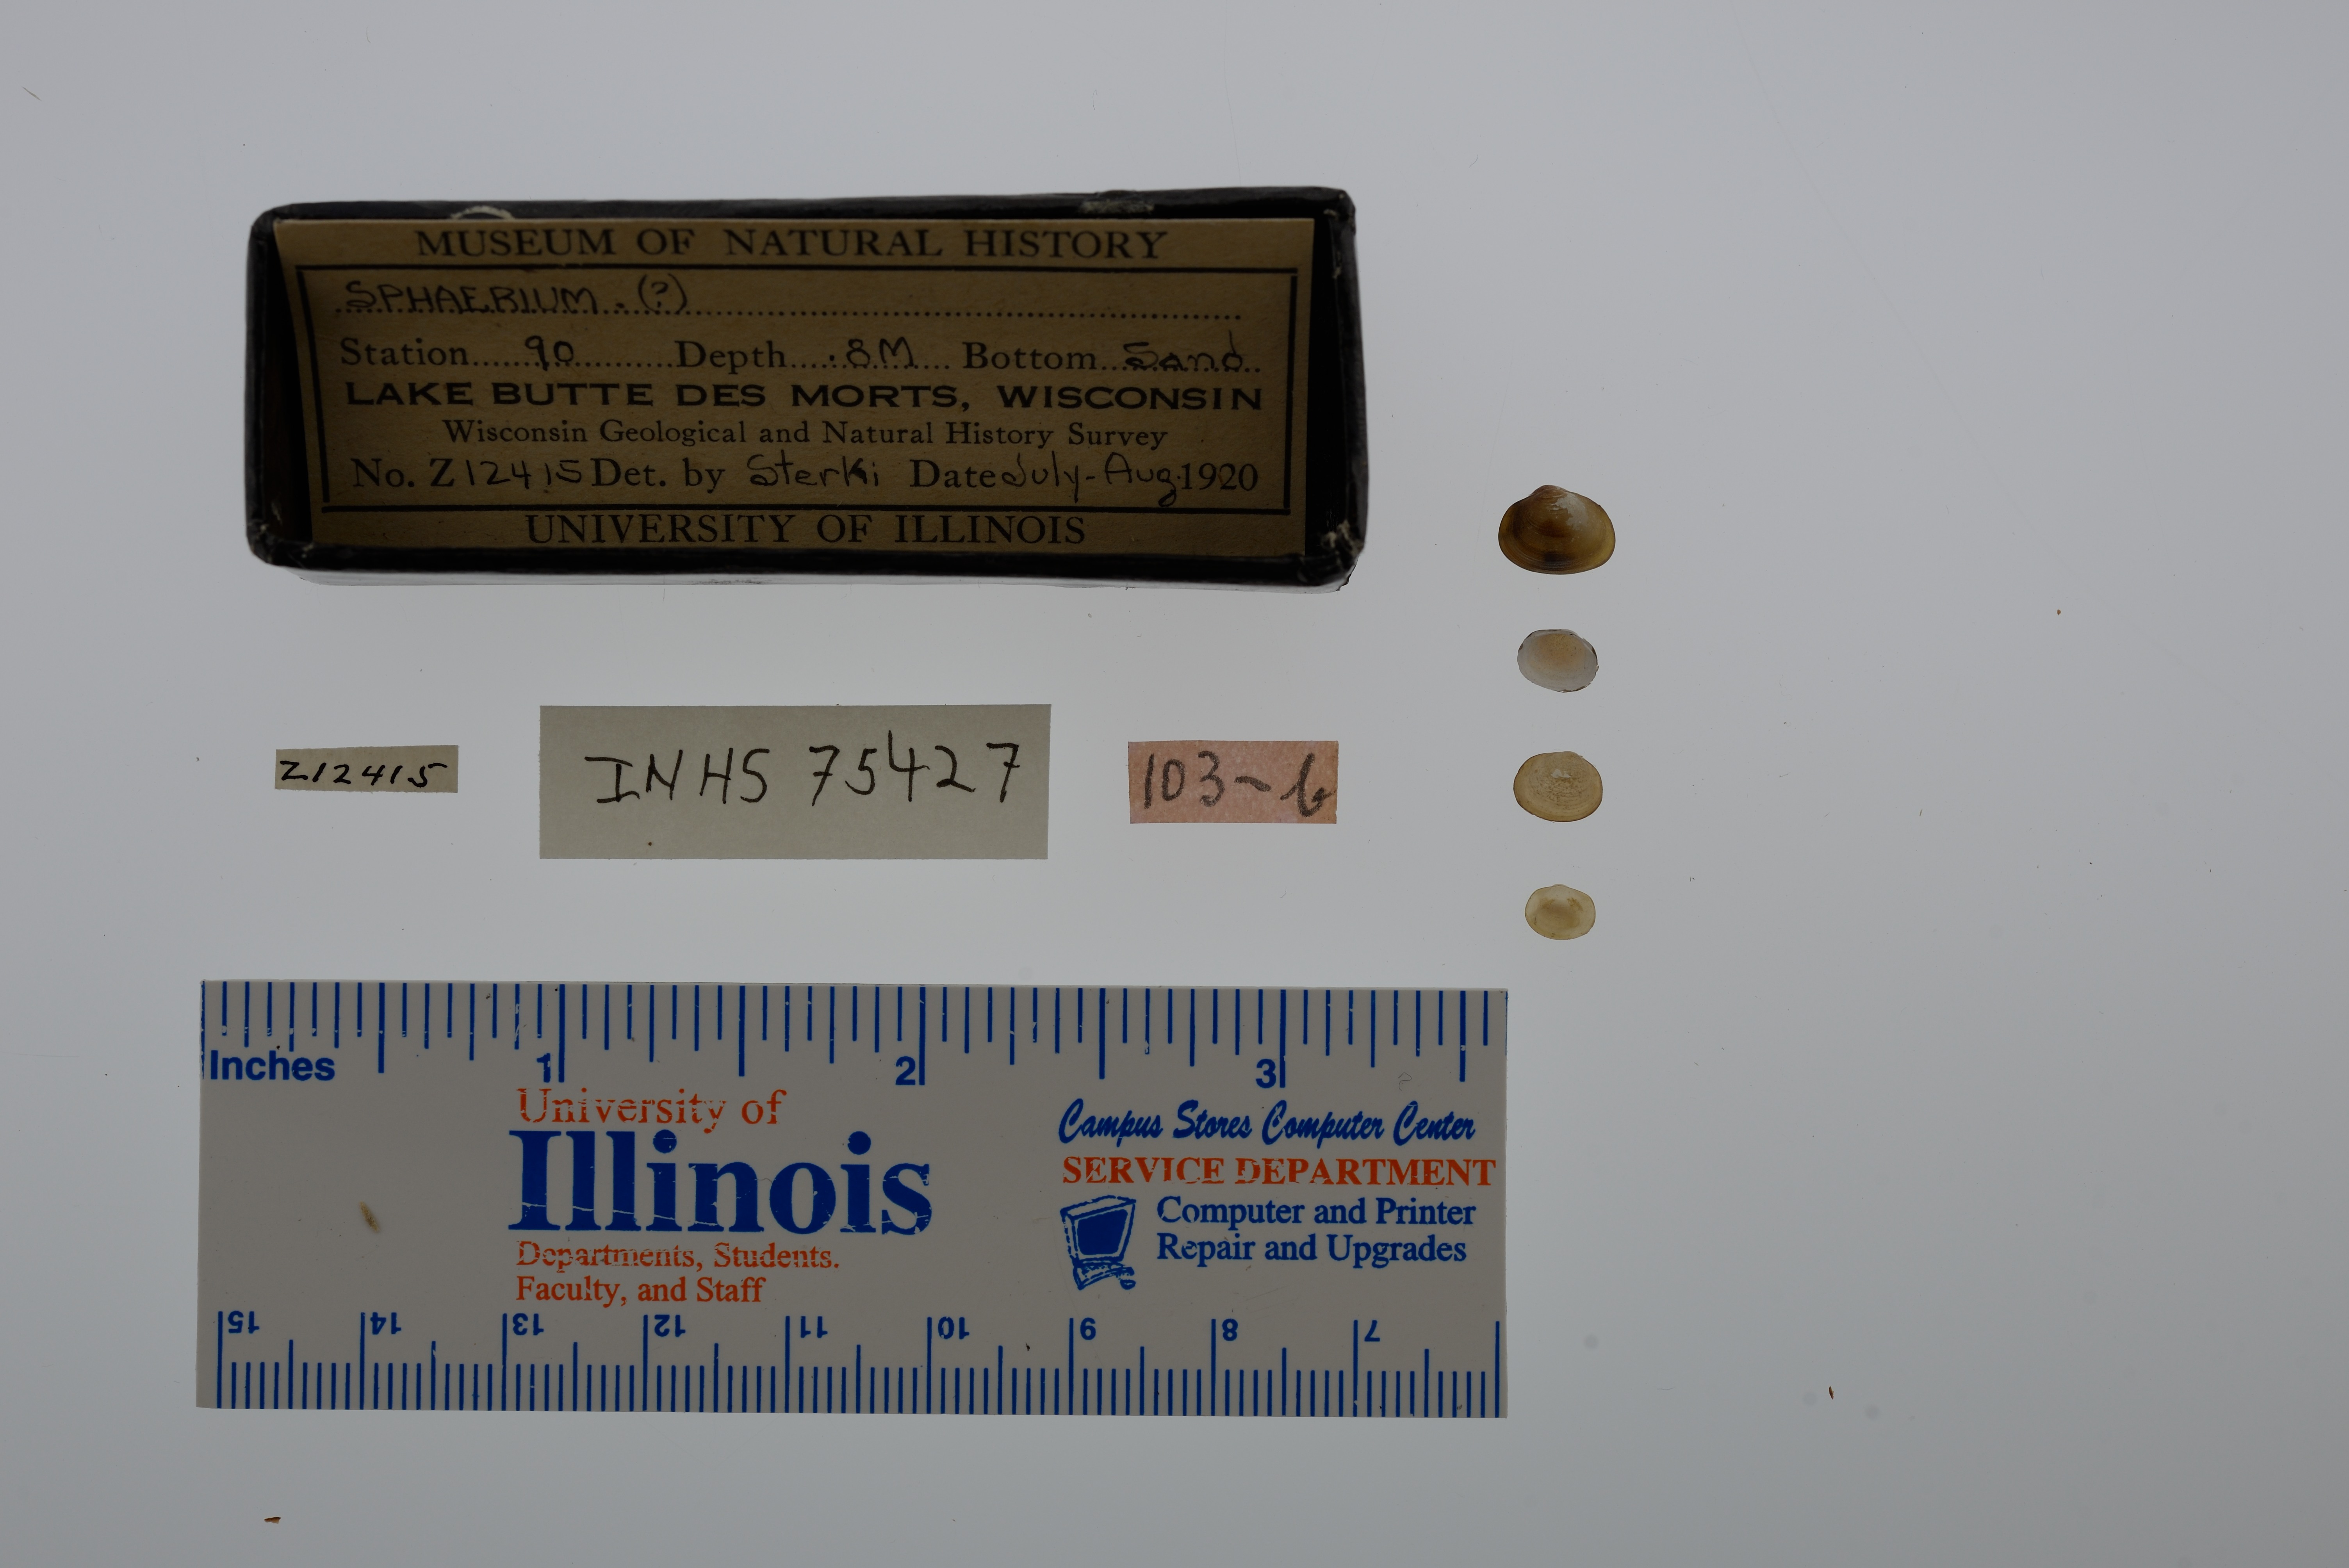 MUSEUM OF NATURAL HISTORY
SPHAERIUM. (?)
Station 90 Depth .8M Bottom Sand
LAKE BUTTE DES MORTS, WISCONSIN
Wisconsin Geological and Natural History Survey
No. Z12415 Det. by Sterki Date July-Aug. 1920
UNIVERSITY OF ILLINOIS
Z12415
INHS 75427
103-b
Inches 1 2 3
University of
Illinois
Departments, Students.
Faculty, and Staff
Campus Stores Computer Center
SERVICE DEPARTMENT
Computer and Printer
Repair and Upgrades
15 14 13 12 11 10 9 8 7